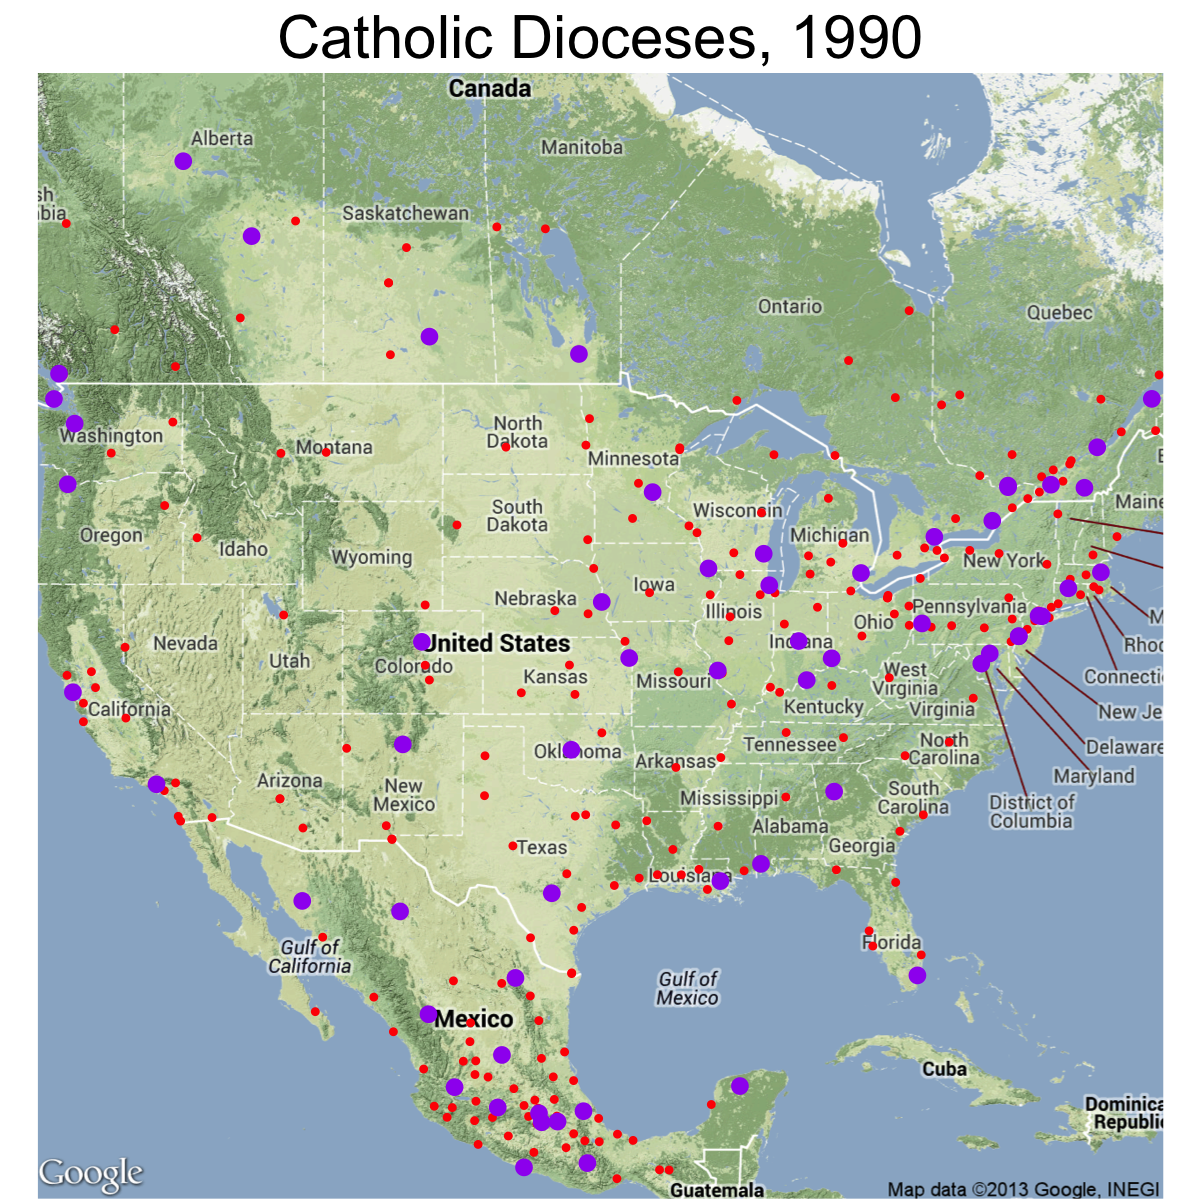 Catholic Dioceses, 1990
Canada
Alberta
Manitoba
Saskatchewan
sh
bia
Ontario
Quebec
Washington
Montana
North
Dakota
Minnesota
E
Maine
Oregon
Idaho
Wyoming
South
Dakota
Wisconsin
Michigan
New York
Nebraska
Iowa
Illinois
Indiana
Ohio
Pennsylvania
M
Rhod
Connecti
New Je
Delaware
Maryland
District of
Columbia
Nevada
Utah
Colorado
United States
Kansas
Missouri
West
Virginia
Virginia
Kentucky
California
Arizona
New
Mexico
Oklahoma
Arkansas
Tennessee
North
Carolina
South
Carolina
Mississippi
Alabama
Georgia
Texas
Louisiana
Florida
Gulf of
California
Gulf of
Mexico
Mexico
Cuba
Dominica
Republic
Guatemala
Google
Map data ©2013 Google, INEGI